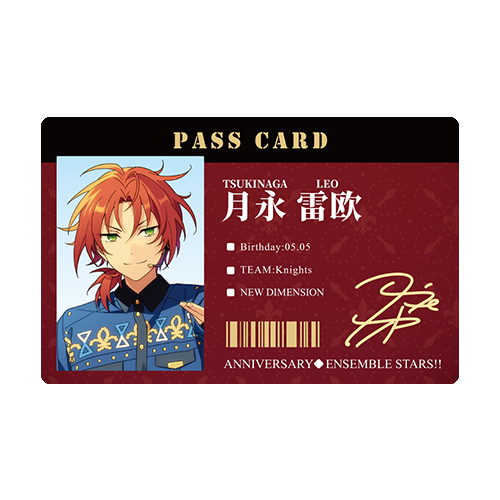 PASS CARD
TSUKINAGA LEO
月永 雷欧
Birthday:05.05
TEAM:Knights
NEW DIMENSION
ANNIVERSARY◆ENSEMBLE STARS!!